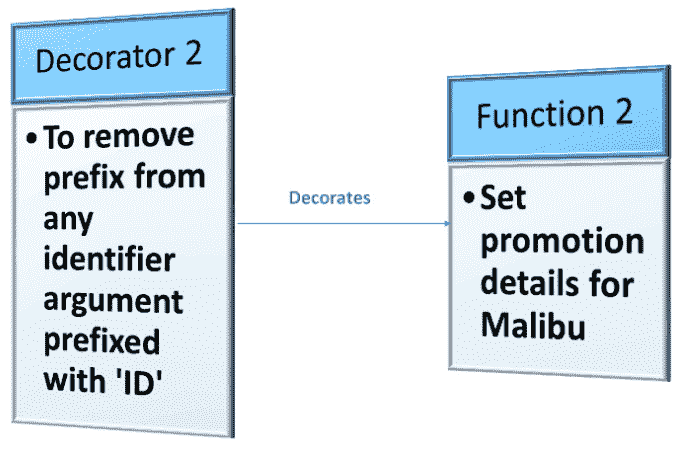 Decorator 2
•To remove
prefix from
any
identifier
argument
prefixed
with 'ID'
Decorates
Function 2
•Set
promotion
details for
Malibu